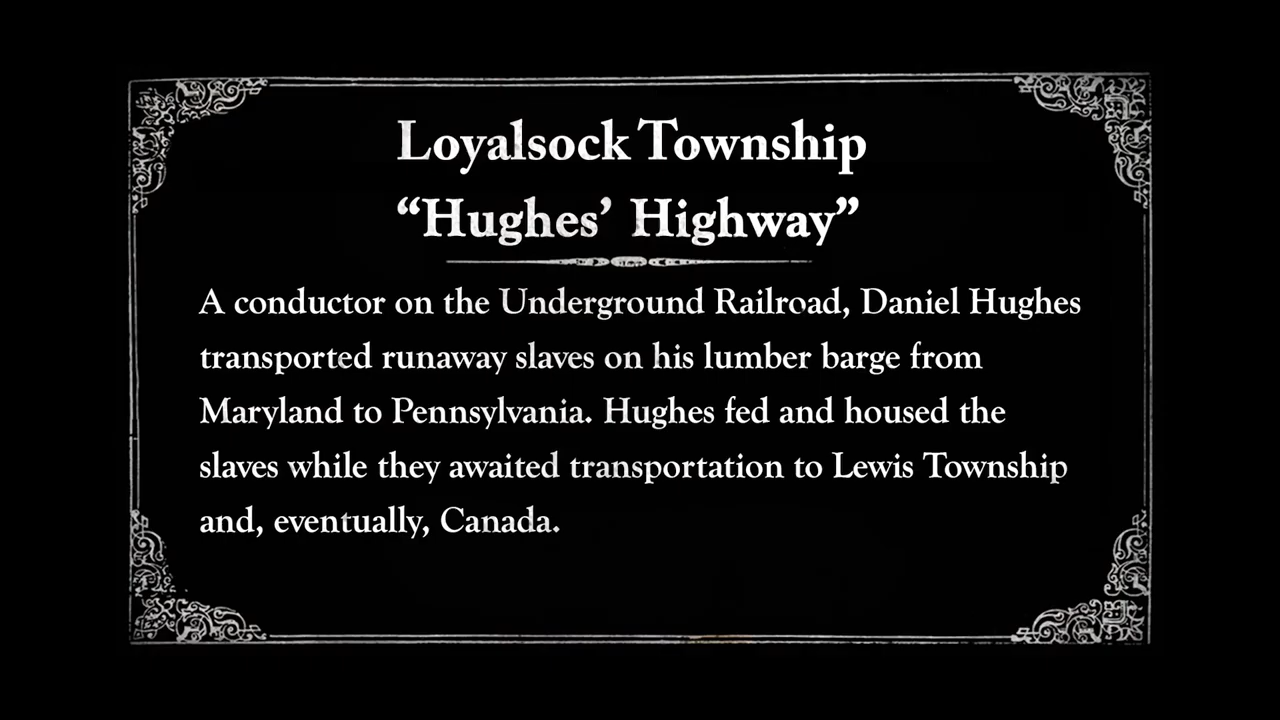 Loyalsock Township
“Hughes’ Highway”
A conductor on the Underground Railroad, Daniel Hughes
transported runaway slaves on his lumber barge from
Maryland to Pennsylvania. Hughes fed and housed the
slaves while they awaited transportation to Lewis Township
and, eventually, Canada.